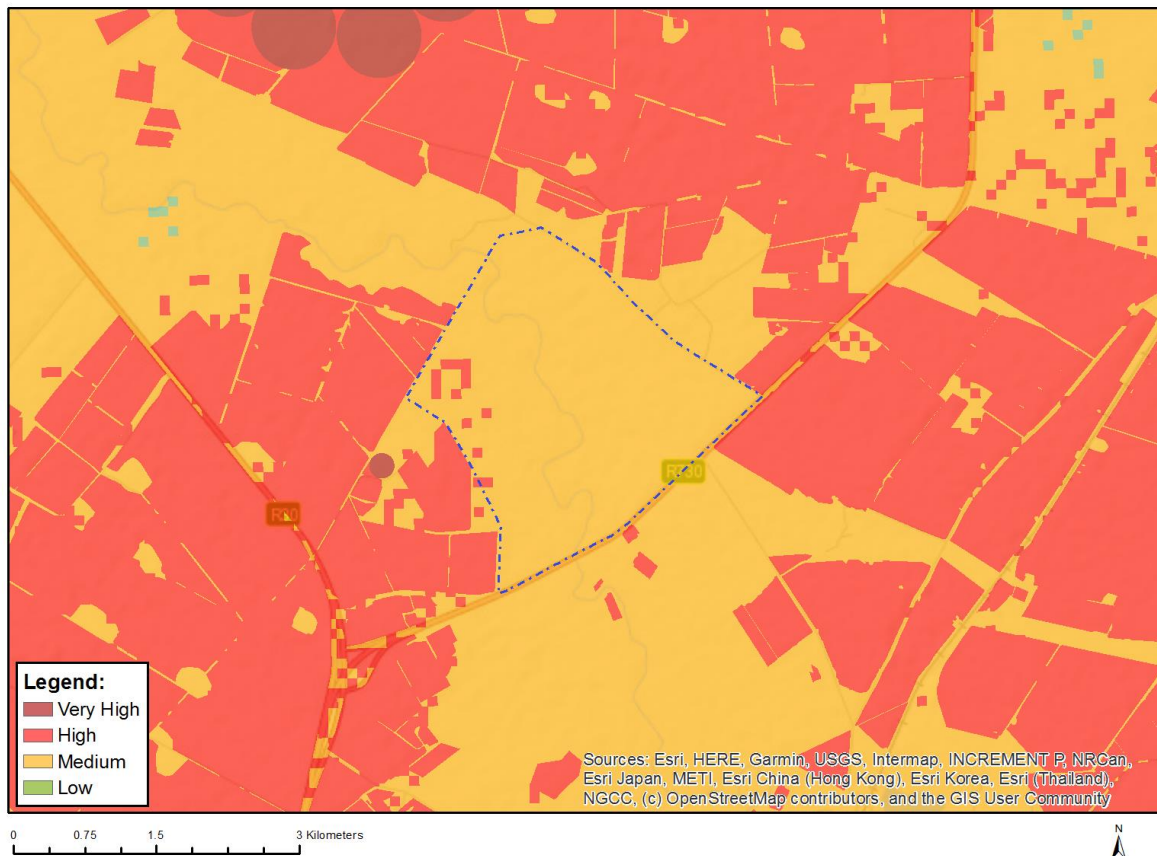 R30
R730
Legend:
Very High
High
Medium
Low
Sources: Esri, HERE, Garmin, USGS, Intermap, INCREMENT P, NRCan,
Esri Japan, METI, Esri China (Hong Kong), Esri Korea, Esri (Thailand),
NGCC, (c) OpenStreetMap contributors, and the GIS User Community
0 0.75 1.5 3 Kilometers
N